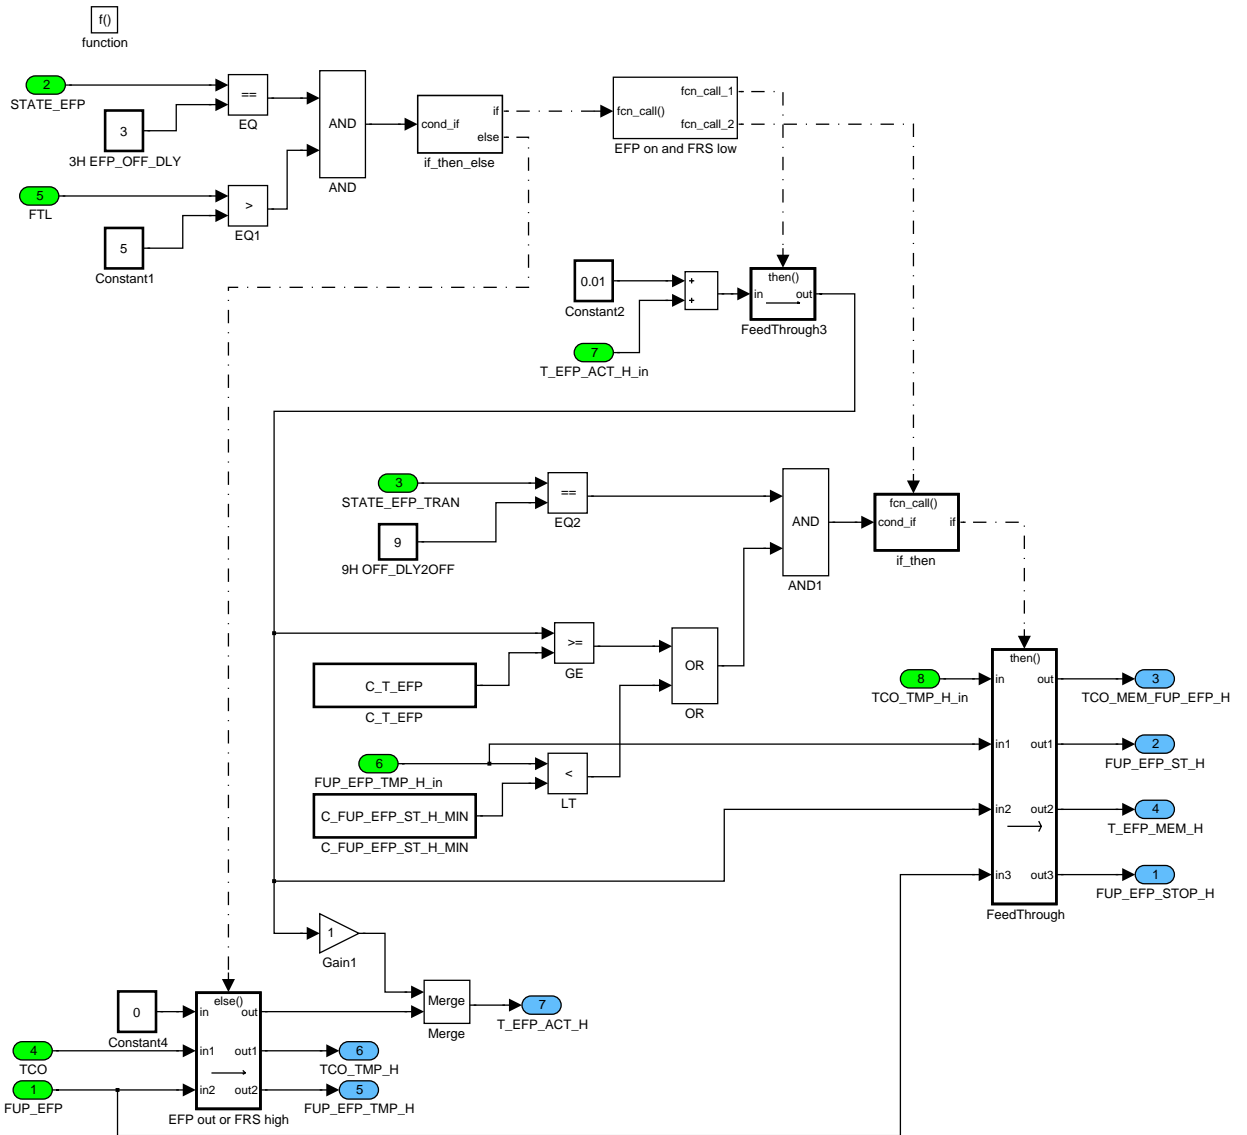 f()
function
2
STATE_EFP
3
3H EFP_OFF_DLY
==
EQ
AND
AND
5
FTL
5
Constant1
>
EQ1
cond_if
if
else
if_then_else
fcn_call()
fcn_call_1
fcn_call_2
EFP on and FRS low
0.01
Constant2
+
+
7
T_EFP_ACT_H_in
then()
in
out
FeedThrough3
3
STATE_EFP_TRAN
9
9H OFF_DLY2OFF
==
EQ2
AND
AND1
fcn_call()
cond_if
if
if_then
C_T_EFP
C_T_EFP
>=
GE
OR
OR
6
FUP_EFP_TMP_H_in
C_FUP_EFP_ST_H_MIN
C_FUP_EFP_ST_H_MIN
<
LT
8
TCO_TMP_H_in
then()
in
out
in1
out1
in2
out2
in3
out3
FeedThrough
3
TCO_MEM_FUP_EFP_H
2
FUP_EFP_ST_H
4
T_EFP_MEM_H
1
FUP_EFP_STOP_H
1
Gain1
Merge
Merge
7
T_EFP_ACT_H
0
Constant4
4
TCO
1
FUP_EFP
else()
in
out
in1
out1
in2
out2
EFP out or FRS high
6
TCO_TMP_H
5
FUP_EFP_TMP_H